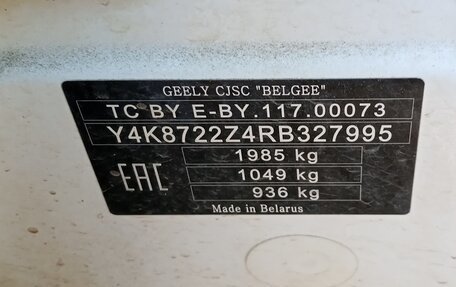 GEELY CJSC "BELGEE"
TC BY E-BY.117.00073
Y4K8722Z4RB327995
1985 kg
EAC 1049 kg
936 kg
Made in Belarus